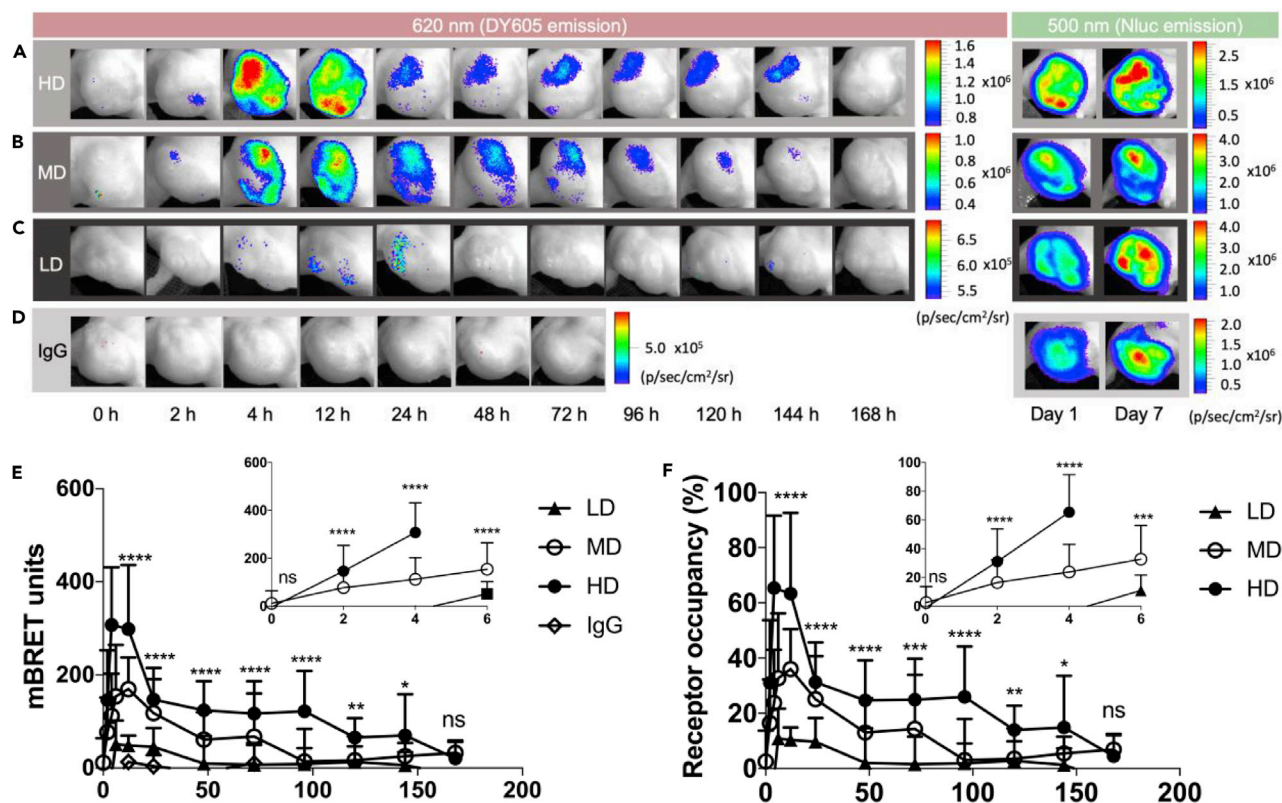 620 nm (DY605 emission)
500 nm (Nluc emission)
A
HD
1.6
1.4
1.2
1.0
0.8
x10⁶
2.5
1.5
0.5
x10⁶
B
MD
1.0
0.8
0.6
0.4
x10⁶
4.0
3.0
2.0
1.0
x10⁶
C
LD
6.5
6.0
5.5
x10⁵
(p/sec/cm²/sr)
4.0
3.0
2.0
1.0
x10⁶
D
IgG
5.0 x10⁵
(p/sec/cm²/sr)
2.0
1.5
1.0
0.5
x10⁶
(p/sec/cm²/sr)
0 h 2 h 4 h 12 h 24 h 48 h 72 h 96 h 120 h 144 h 168 h
Day 1 Day 7
E
mBRET units
600
400
200
0
0 50 100 150 200
**** **** **** **** **** ** * ns
600
400
200
0
0 2 4 6
ns **** **** ****
LD
MD
HD
IgG
F
Receptor occupancy (%)
100
80
60
40
20
0
0 50 100 150 200
**** **** **** *** **** ** * ns
100
80
60
40
20
0
0 2 4 6
ns **** **** ***
LD
MD
HD